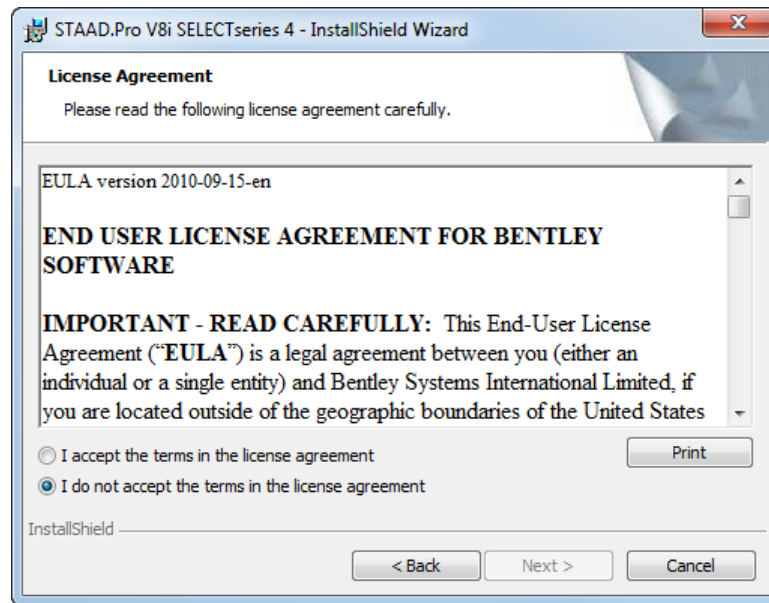 STAAD.Pro V8i SELECTseries 4 - InstallShield Wizard
License Agreement
Please read the following license agreement carefully.
EULA version 2010-09-15-en
END USER LICENSE AGREEMENT FOR BENTLEY
SOFTWARE
IMPORTANT - READ CAREFULLY: This End-User License
Agreement (“EULA”) is a legal agreement between you (either an
individual or a single entity) and Bentley Systems International Limited, if
you are located outside of the geographic boundaries of the United States
I accept the terms in the license agreement
Print
I do not accept the terms in the license agreement
InstallShield
< Back
Next >
Cancel